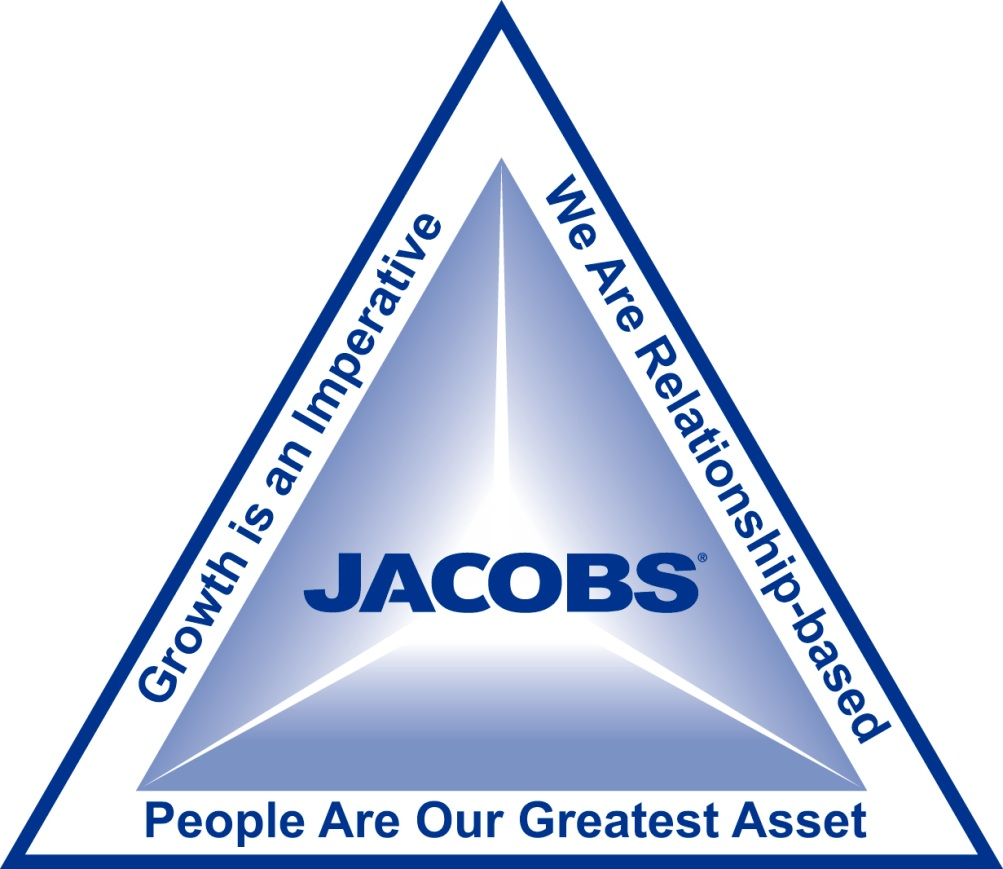 Growth is an Imperative
We Are Relationship-based
JACOBS®
People Are Our Greatest Asset